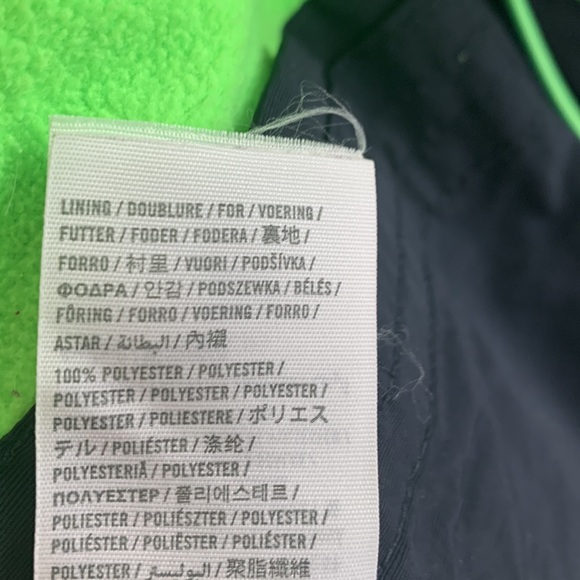 LINING / DOUBLURE / FOR / VOERING /
FUTTER / FODER / FODERA / 裏地 /
FORRO / 衬里 / VUORI / PODŠÍVKA /
ΦΟΔΡΑ / 안감 / PODSZEWKA / BÉLÉS /
FÔRING / FORRO / VOERING / FORRO /
ASTAR / البطانة / 內襯
100% POLYESTER / POLYESTER /
POLYESTER / POLYESTER / POLYESTER /
POLYESTER / POLIESTERE / ポリエス
テル / POLIÉSTER / 涤纶 /
POLYESTERIÄ / POLYESTER /
ΠΟΛΥΕΣΤΕΡ / 폴리에스테르 /
POLIESTER / POLIÉSZTER / POLYESTER /
POLIÉSTER / POLIËSTER / POLIÉSTER /
POLYESTER / البوليستر / 聚脂纖維